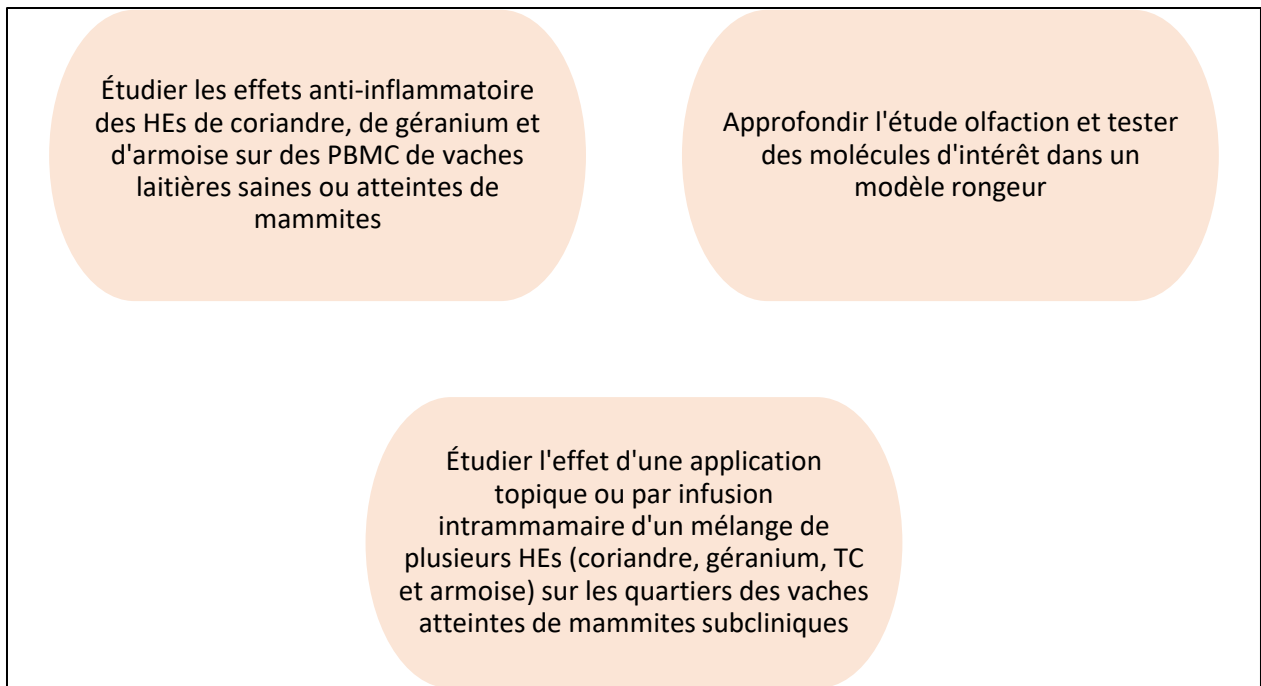 Étudier les effets anti-inflammatoire
des HEs de coriandre, de géranium et
d'armoise sur des PBMC de vaches
laitières saines ou atteintes de
mammites
Approfondir l'étude olfaction et tester
des molécules d'intérêt dans un
modèle rongeur
Étudier l'effet d'une application
topique ou par infusion
intrammamaire d'un mélange de
plusieurs HEs (coriandre, géranium, TC
et armoise) sur les quartiers des vaches
atteintes de mammites subcliniques